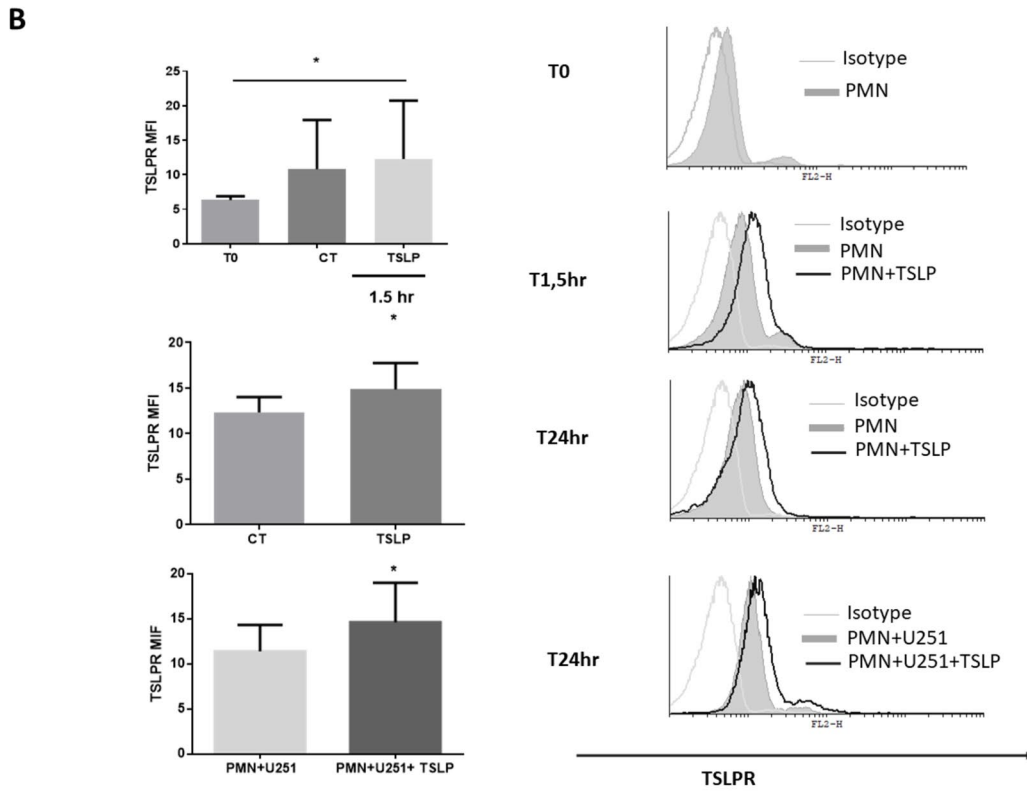 B
*
25
20
15
10
5
0
TSLPR MFI
T0 CT TSLP
1.5 hr
*
20
15
10
5
0
TSLPR MFI
CT TSLP
*
20
15
10
5
0
TSLPR MIF
PMN+U251 PMN+U251+ TSLP
T0
Isotype
PMN
FL2-H
T1,5hr
Isotype
PMN
PMN+TSLP
FL2-H
T24hr
Isotype
PMN
PMN+TSLP
FL2-H
T24hr
Isotype
PMN+U251
PMN+U251+TSLP
FL2-H
TSLPR